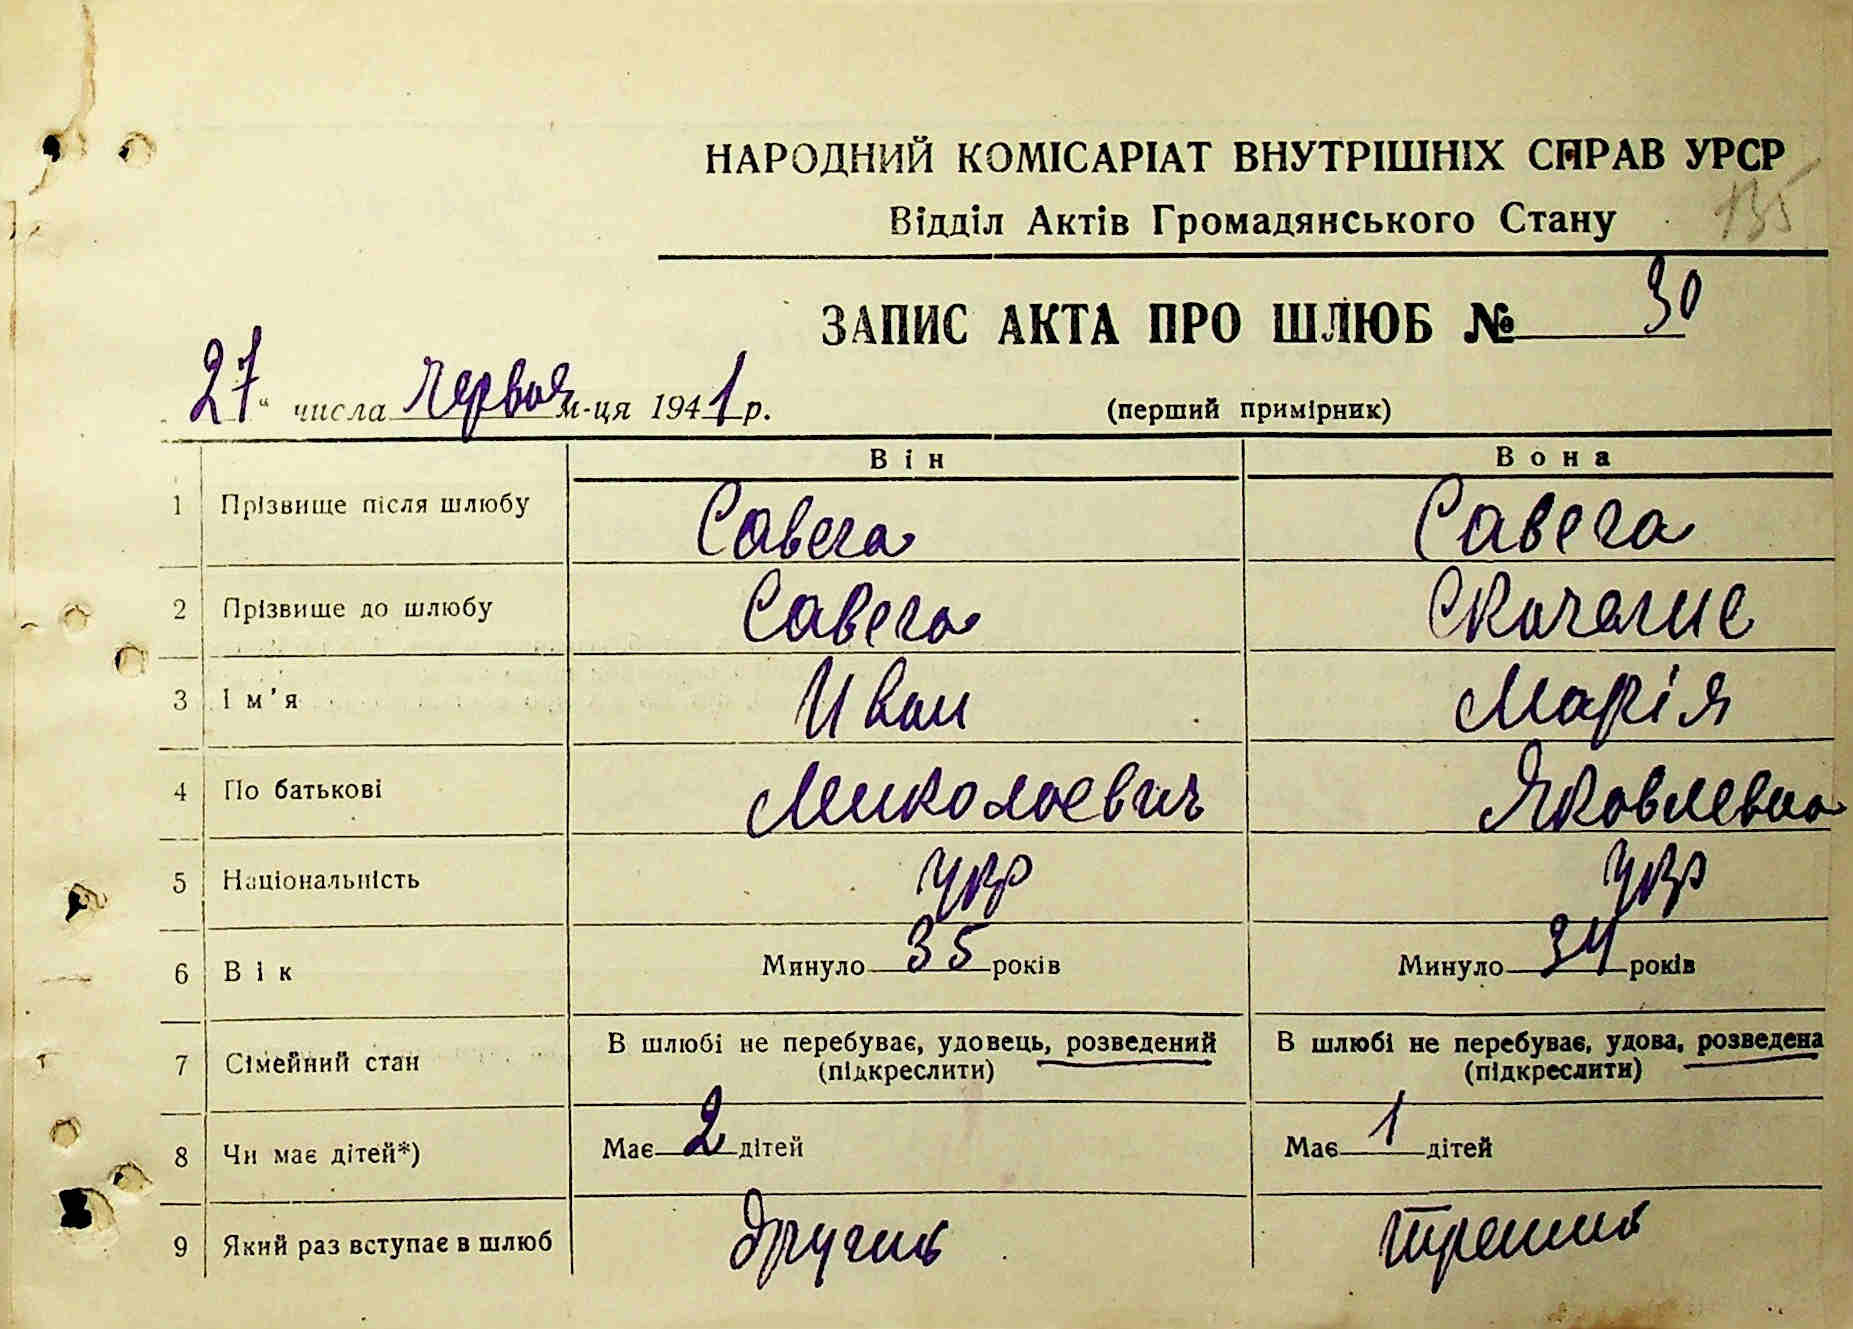 НАРОДНИЙ КОМІСАРІАТ ВНУТРІШНІХ СПРАВ УРСР
Відділ Актів Громадянського Стану 135
ЗАПИС АКТА ПРО ШЛЮБ № 30
27 " числа червня м-ця 1941 р. (перший примірник)
Він Вона
1 Прізвище після шлюбу Савега Савега
2 Прізвище до шлюбу Савега
3 Ім'я Иван Марія
4 По батькові Миколаевич Яковлевна
5 Національність укр укр
6 Вік Минуло 35 років Минуло 34 років
7 Сімейний стан В шлюбі не перебуває, удовець, розведений В шлюбі не перебуває, удова, розведена
(підкреслити) (підкреслити)
8 Чи має дітей*) Має 2 дітей Має 1 дітей
9 Який раз вступає в шлюб